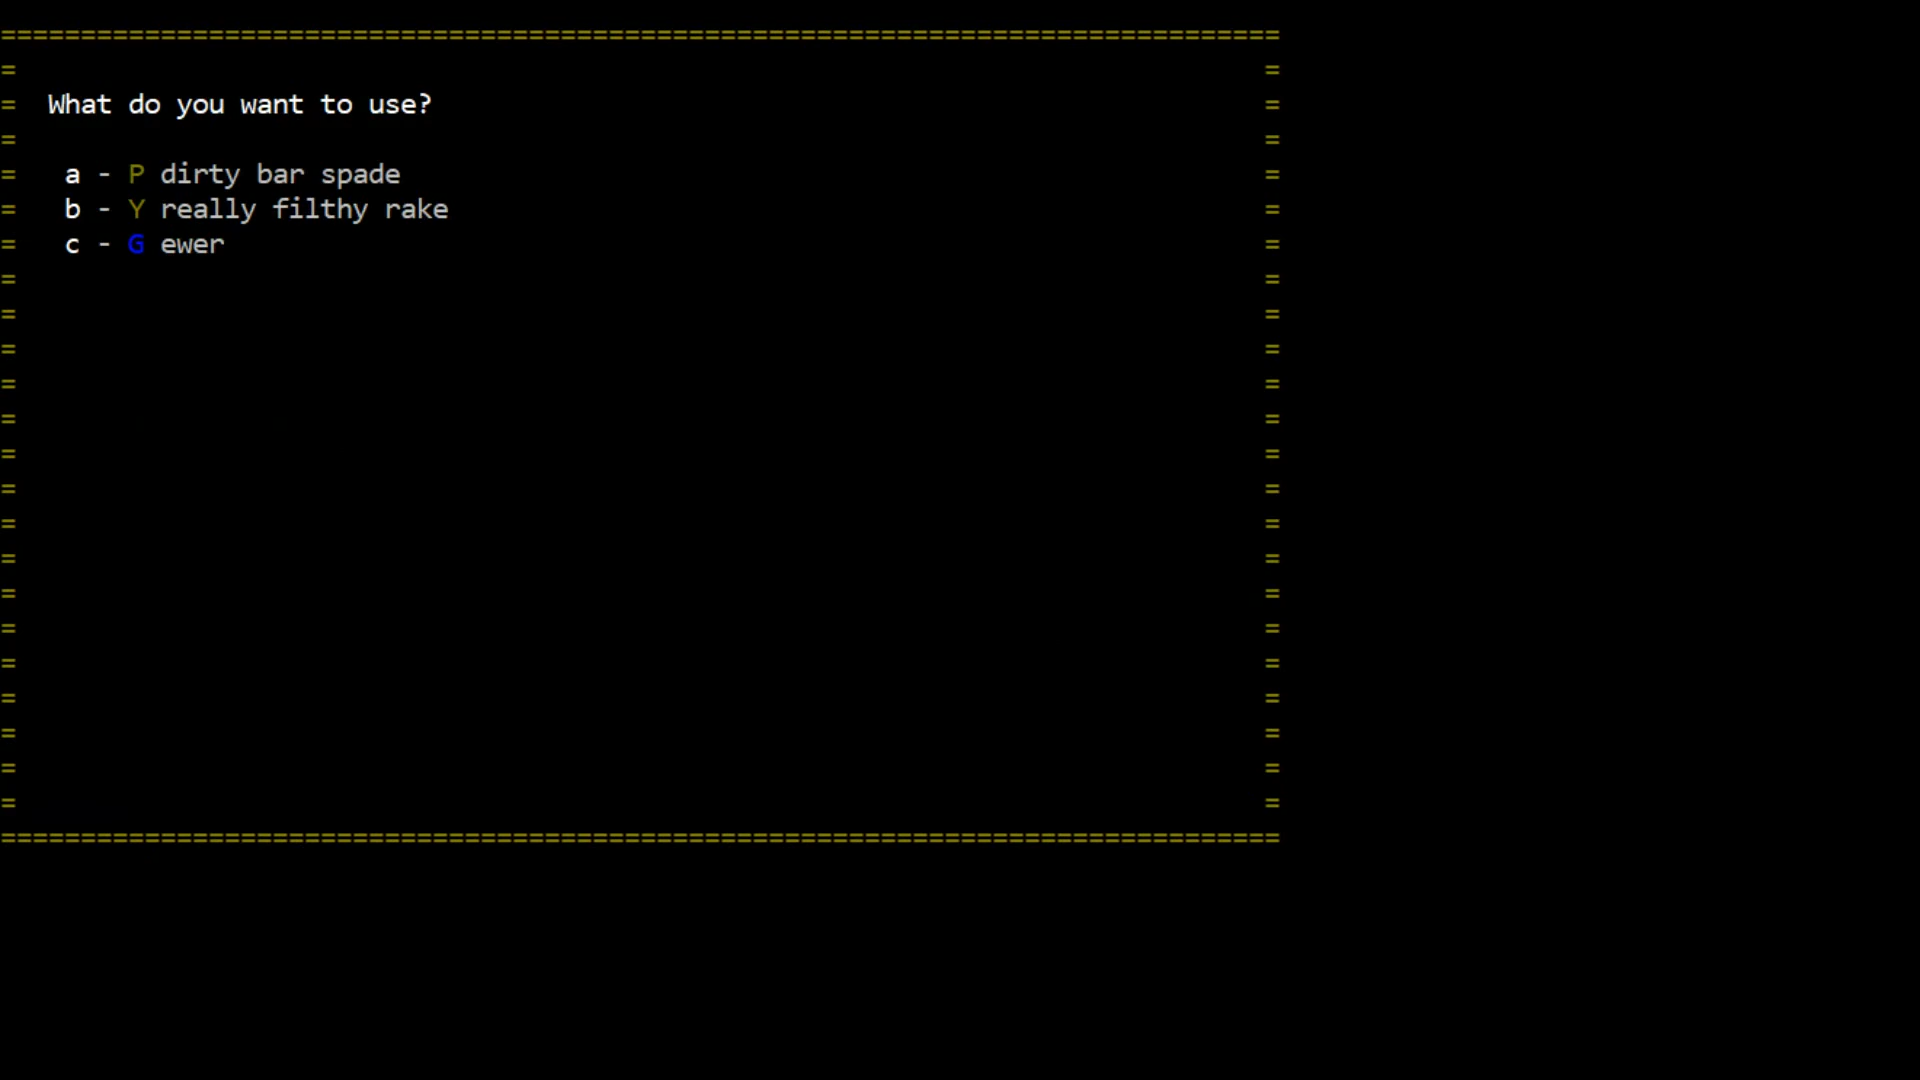 What do you want to use?
a - P dirty bar spade
b - Y really filthy rake
c - G ewer